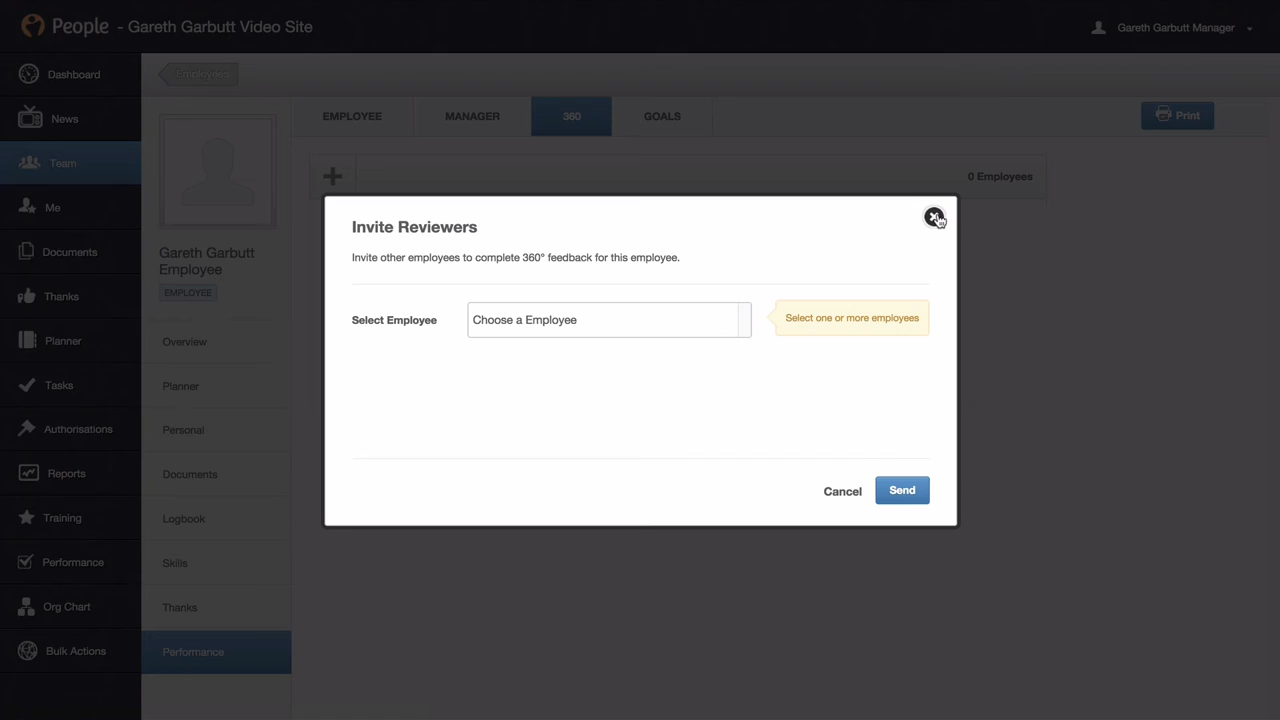 People - Gareth Garbutt Video Site
Gareth Garbutt Manager
Dashboard
News
Team
Me
Documents
Thanks
Planner
Tasks
Authorisations
Reports
Training
Performance
Org Chart
Bulk Actions
Employees
Gareth Garbutt
Employee
EMPLOYEE
Overview
Planner
Personal
Documents
Logbook
Skills
Thanks
Performance
EMPLOYEE
MANAGER
360
GOALS
Print
0 Employees
Invite Reviewers
Invite other employees to complete 360° feedback for this employee.
Select Employee
Choose a Employee
Select one or more employees
Cancel
Send